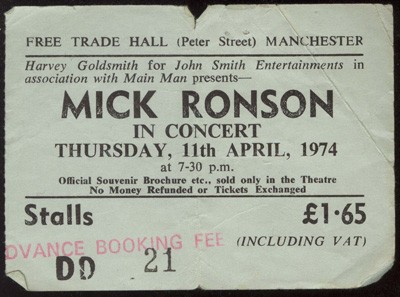 FREE TRADE HALL (Peter Street) MANCHESTER
Harvey Goldsmith for John Smith Entertainments in
association with Main Man presents—
MICK RONSON
IN CONCERT
THURSDAY, 11th APRIL, 1974
at 7-30 p.m.
Official Souvenir Brochure etc., sold only in the Theatre
No Money Refunded or Tickets Exchanged
Stalls £1·65
DVANCE BOOKING FEE (INCLUDING VAT)
DD 21